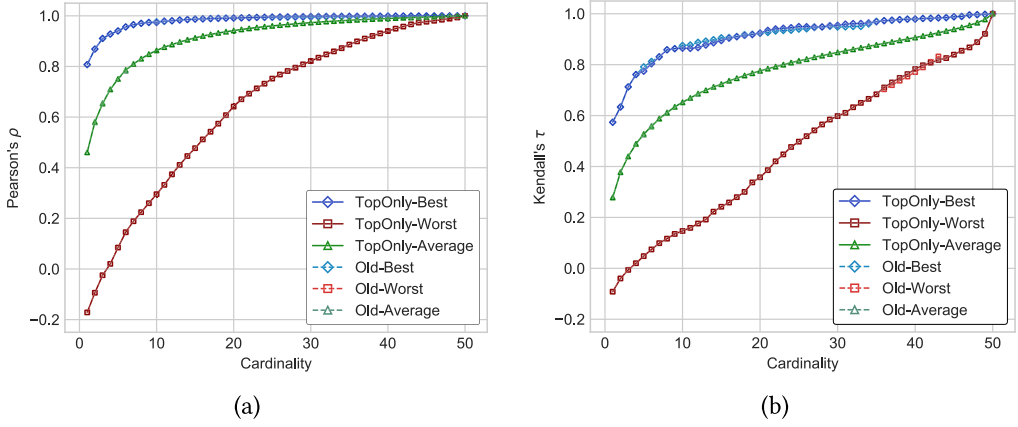 1.0
0.8
0.6
0.4
0.2
0.0
−0.2
Pearson's ρ
0
10
20
30
40
50
Cardinality
TopOnly-Best
TopOnly-Worst
TopOnly-Average
Old-Best
Old-Worst
Old-Average
(a)
1.0
0.8
0.6
0.4
0.2
0.0
−0.2
Kendall's τ
0
10
20
30
40
50
Cardinality
TopOnly-Best
TopOnly-Worst
TopOnly-Average
Old-Best
Old-Worst
Old-Average
(b)